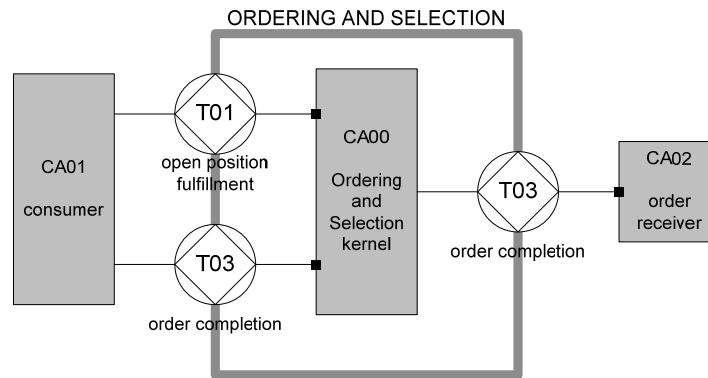 ORDERING AND SELECTION
CA01
consumer
T01
open position
fulfillment
T03
order completion
CA00
Ordering
and
Selection
kernel
T03
order completion
CA02
order
receiver